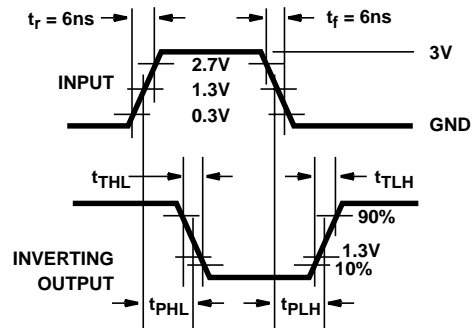 tr = 6ns
tf = 6ns
3V
INPUT
2.7V
1.3V
0.3V
GND
tTHL
tTLH
90%
1.3V
10%
INVERTING
OUTPUT
tPHL
tPLH